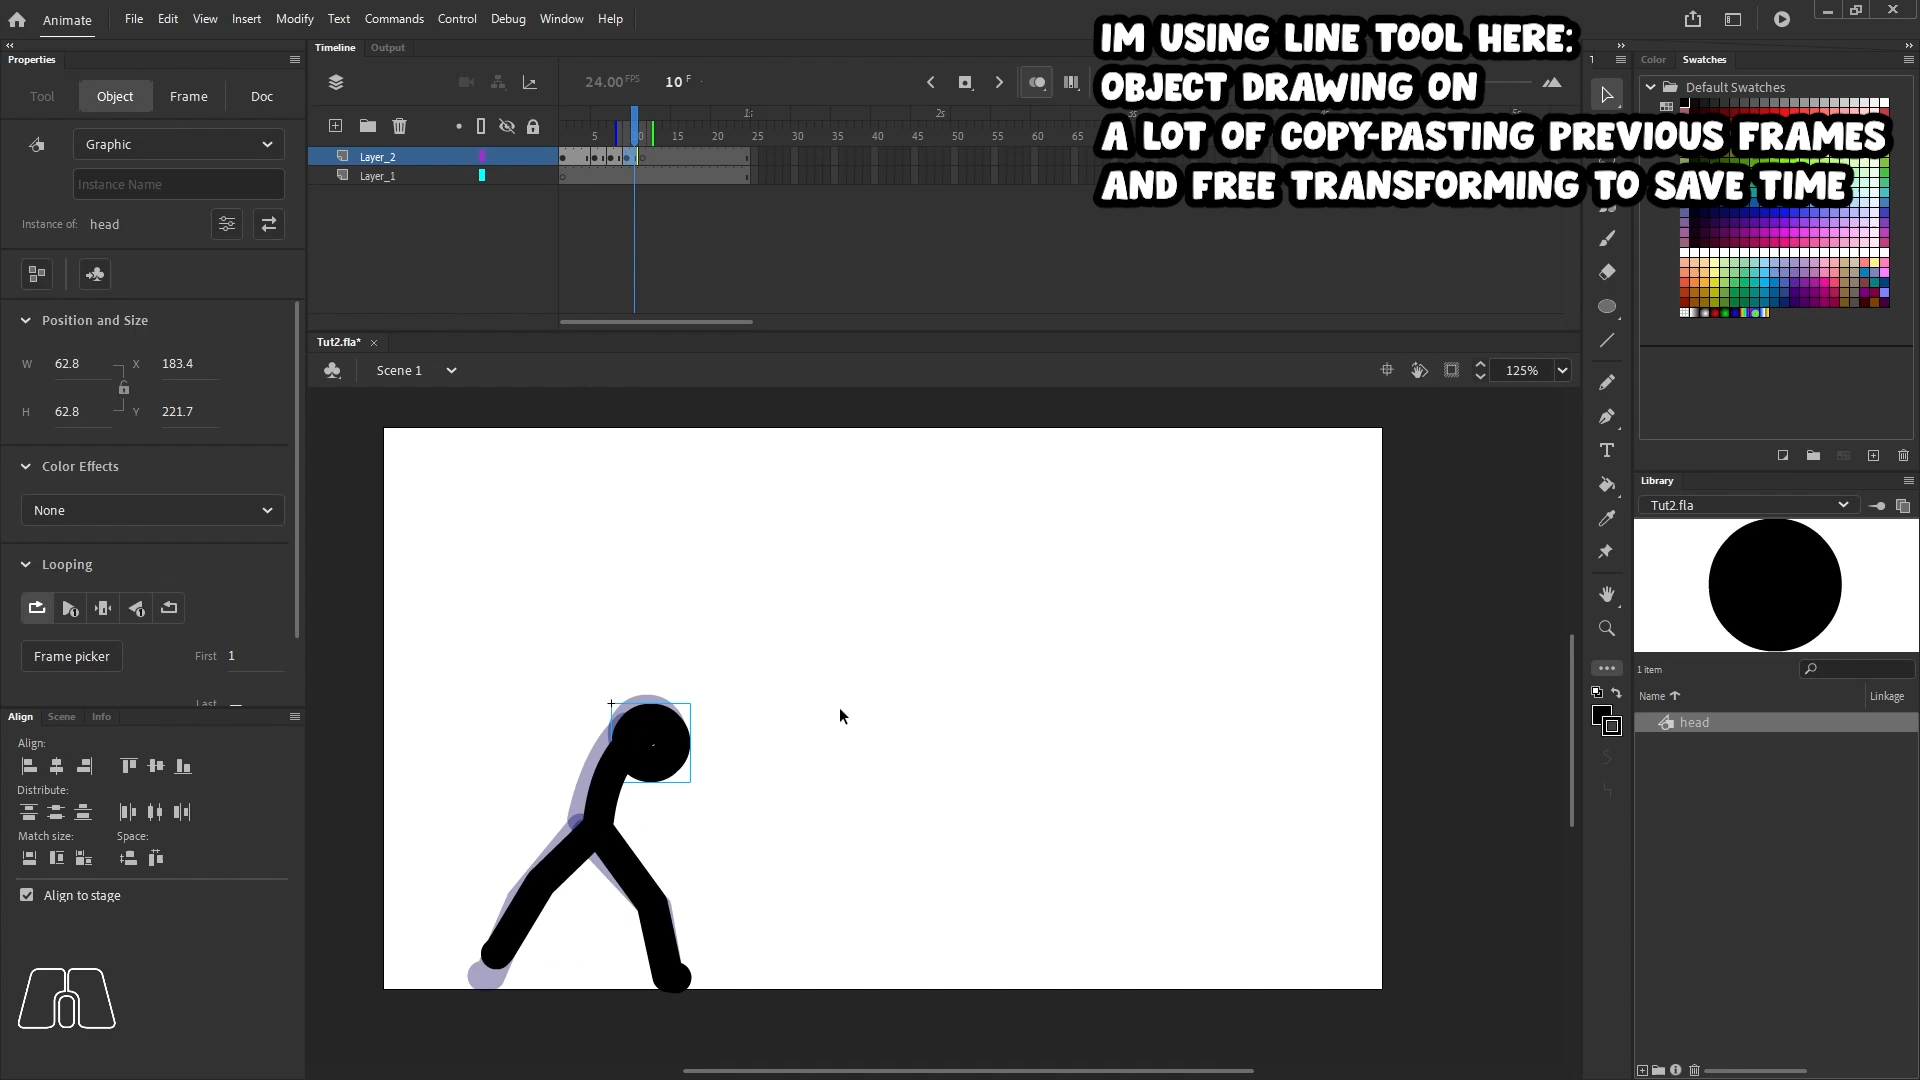 Animate
File Edit View Insert Modify Text Commands Control Debug Window Help
IM USING LINE TOOL HERE:
OBJECT DRAWING ON
A LOT OF COPY-PASTING PREVIOUS FRAMES
AND FREE TRANSFORMING TO SAVE TIME
Properties
Tool Object Frame Doc
Graphic
Instance Name
Instance of: head
Position and Size
W 62.8 X 183.4
H 62.8 Y 221.7
Color Effects
None
Looping
Frame picker First 1
Last
Align Scene Info
Align:
Distribute:
Match size: Space:
Align to stage
Timeline Output
24.00 FPS 10 F
1s 2s
5 10 15 20 25 30 35 40 45 50 55 60 65
Layer_2
Layer_1
Tut2.fla*
Scene 1
125%
Color Swatches
Default Swatches
Library
Tut2.fla
1 item
Name Linkage
head